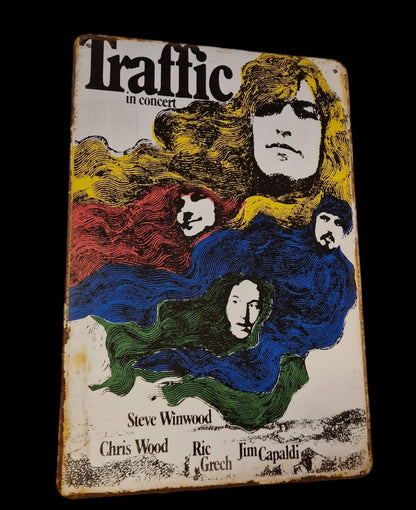 Traffic
in concert
Steve Winwood
Chris Wood Ric Grech Jim Capaldi